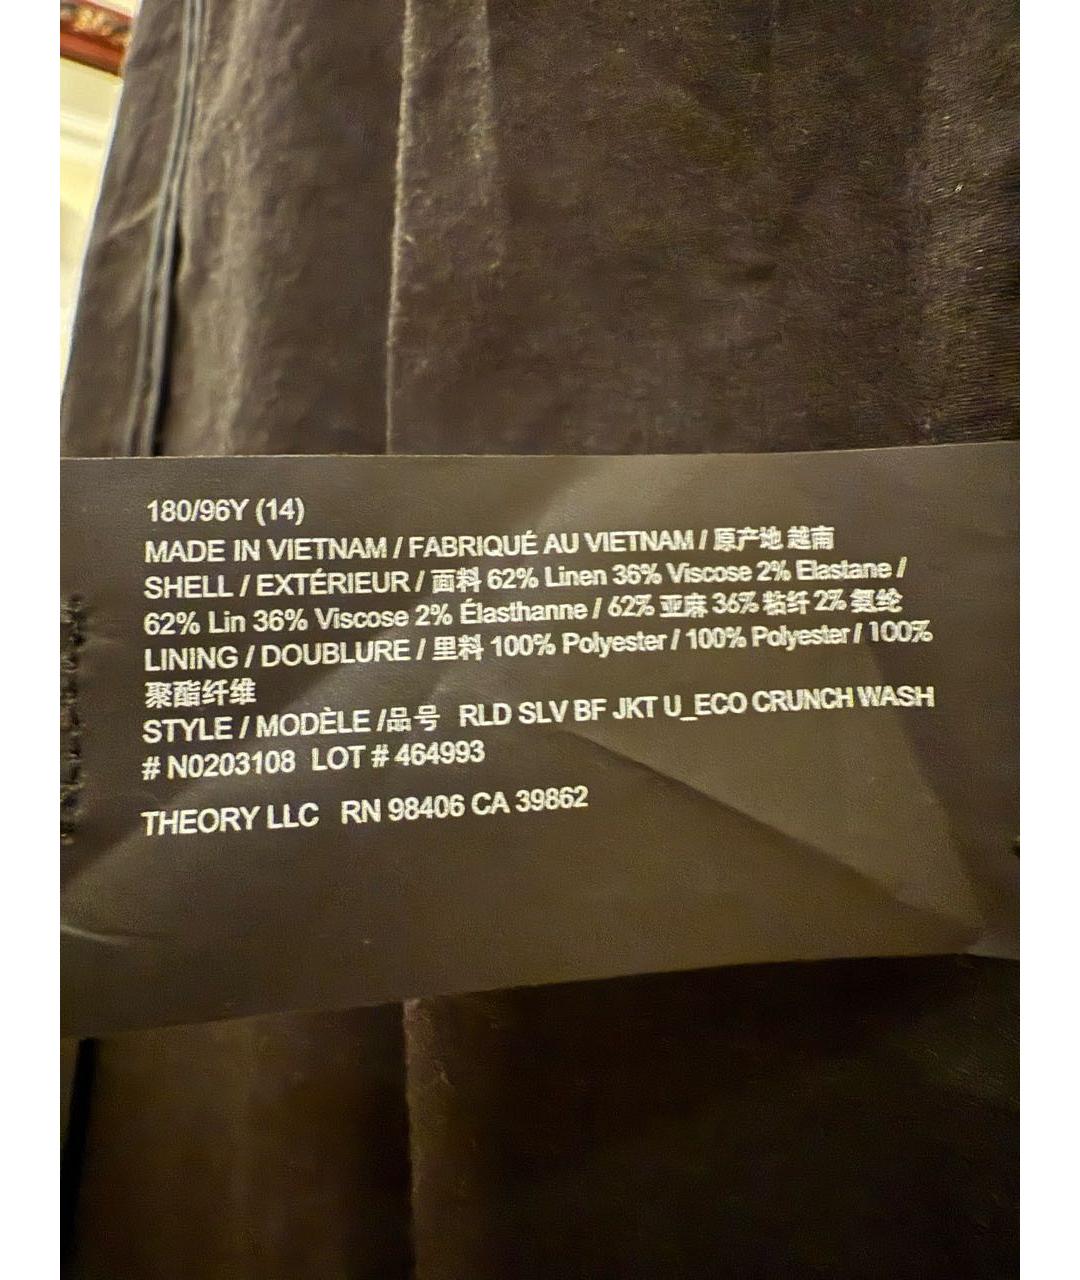 180/96Y (14)
MADE IN VIETNAM / FABRIQUÉ AU VIETNAM / 原产地 越南
SHELL / EXTÉRIEUR / 面料 62% Linen 36% Viscose 2% Elastane /
62% Lin 36% Viscose 2% Élasthanne / 62% 亚麻 36% 粘纤 2% 氨纶
LINING / DOUBLURE / 里料 100% Polyester / 100% Polyester / 100%
聚酯纤维
STYLE / MODÈLE /品号 RLD SLV BF JKT U_ECO CRUNCH WASH
# N0203108 LOT # 464993
THEORY LLC RN 98406 CA 39862